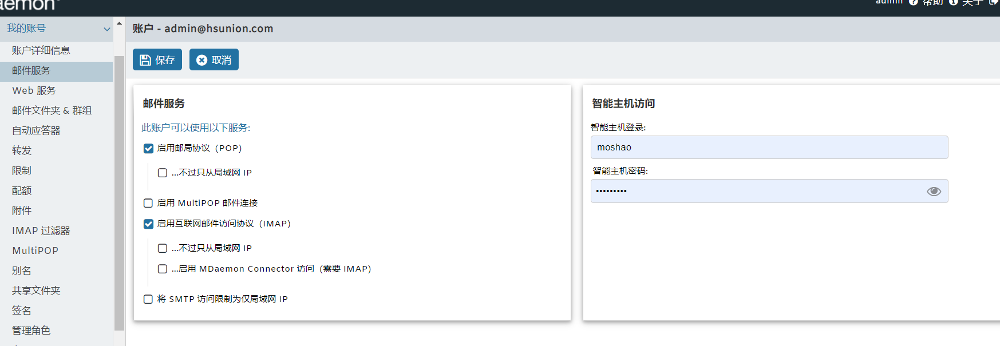 aemon
admin 帮助 关于
我的账号
账户详细信息
邮件服务
Web 服务
邮件文件夹 & 群组
自动应答器
转发
限制
配额
附件
IMAP 过滤器
MultiPOP
别名
共享文件夹
签名
管理角色
账户 - admin@hsunion.com
保存 取消
邮件服务
此账户可以使用以下服务:
启用邮局协议（POP）
...不过只从局域网 IP
启用 MultiPOP 邮件连接
启用互联网邮件访问协议（IMAP）
...不过只从局域网 IP
...启用 MDaemon Connector 访问（需要 IMAP）
将 SMTP 访问限制为仅局域网 IP
智能主机访问
智能主机登录:
moshao
智能主机密码:
•••••••••